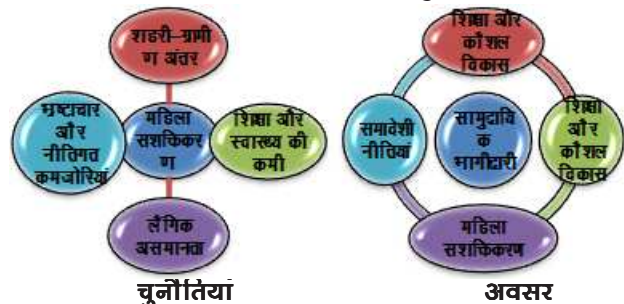 शहरी-ग्रामी
ण अंतर
भ्रष्टाचार
और
नीतिगत
कमजोरियां
महिला
सशक्तिकर
ण
शिक्षा और
स्वास्थ्य की
कमी
लैंगिक
असमानता
चुनौतियां
शिक्षा और
कौशल
विकास
समावेशी
नीतियां
सामुदायि
क
भागीदारी
शिक्षा
और
कौशल
विकास
महिला
सशक्तिकरण
अवसर